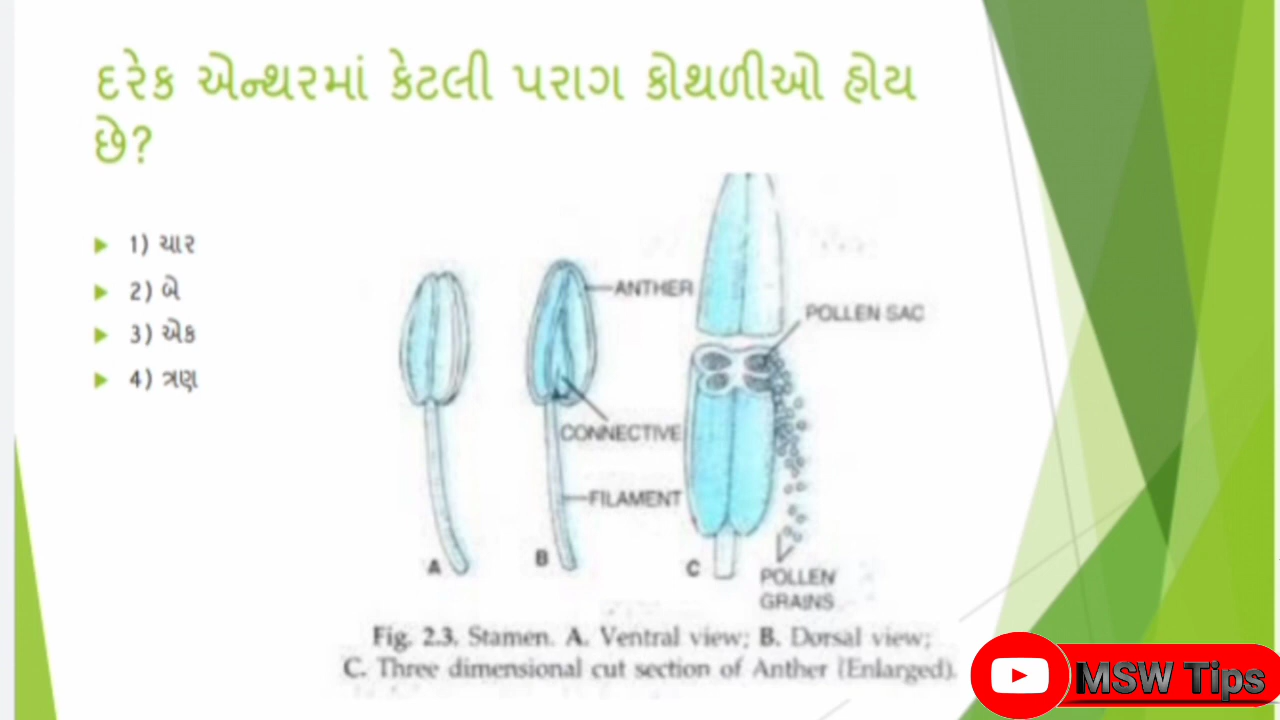 દરેક એન્થરમાં કેટલી પરાગ કોથળીઓ હોય
છે?
1) ચાર
2) બે
3) એક
4) ત્રણ
ANTHER
POLLEN SAC
CONNECTIVE
FILAMENT
A
B
C
POLLEN
GRAINS
Fig. 2.3. Stamen. A. Ventral view; B. Dorsal view;
C. Three dimensional cut section of Anther (Enlarged).
MSW Tips